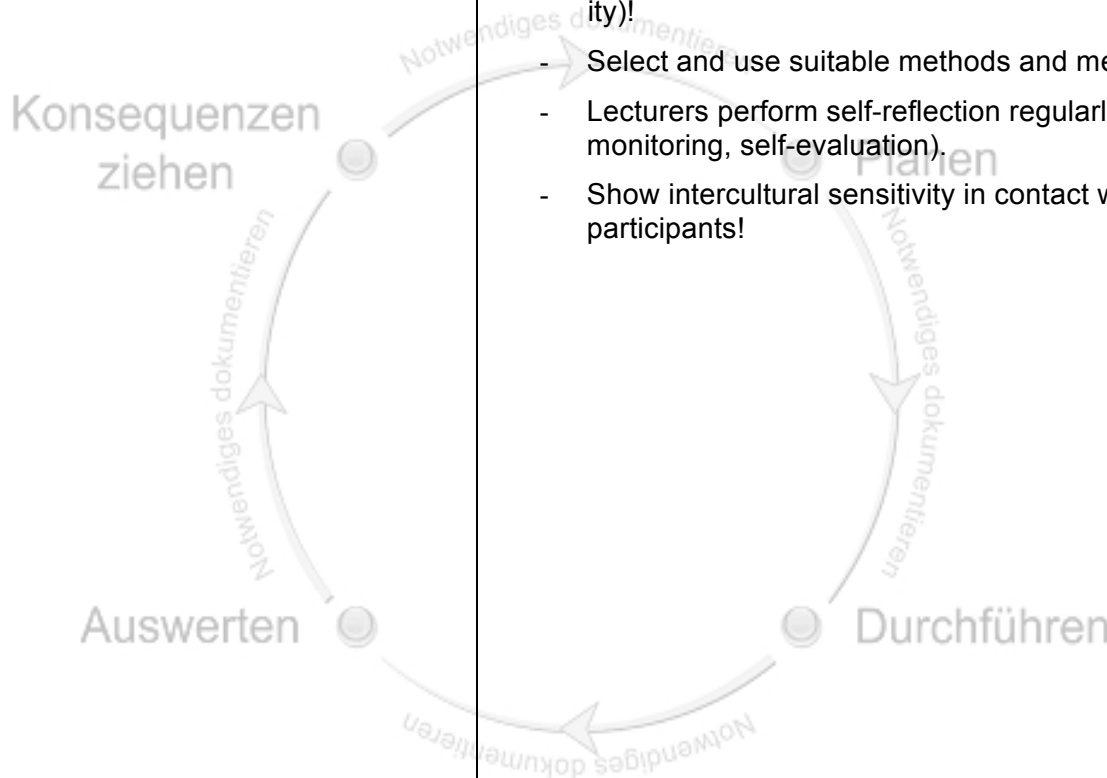 ity)!
- Select and use suitable methods and me
- Lecturers perform self-reflection regularl
monitoring, self-evaluation).
- Show intercultural sensitivity in contact w
participants!
Konsequenzen
ziehen
Planen
Durchführen
Auswerten
Notwendiges dokumentieren
Notwendiges dokumentieren
Notwendiges dokumentieren
Notwendiges dokumentieren